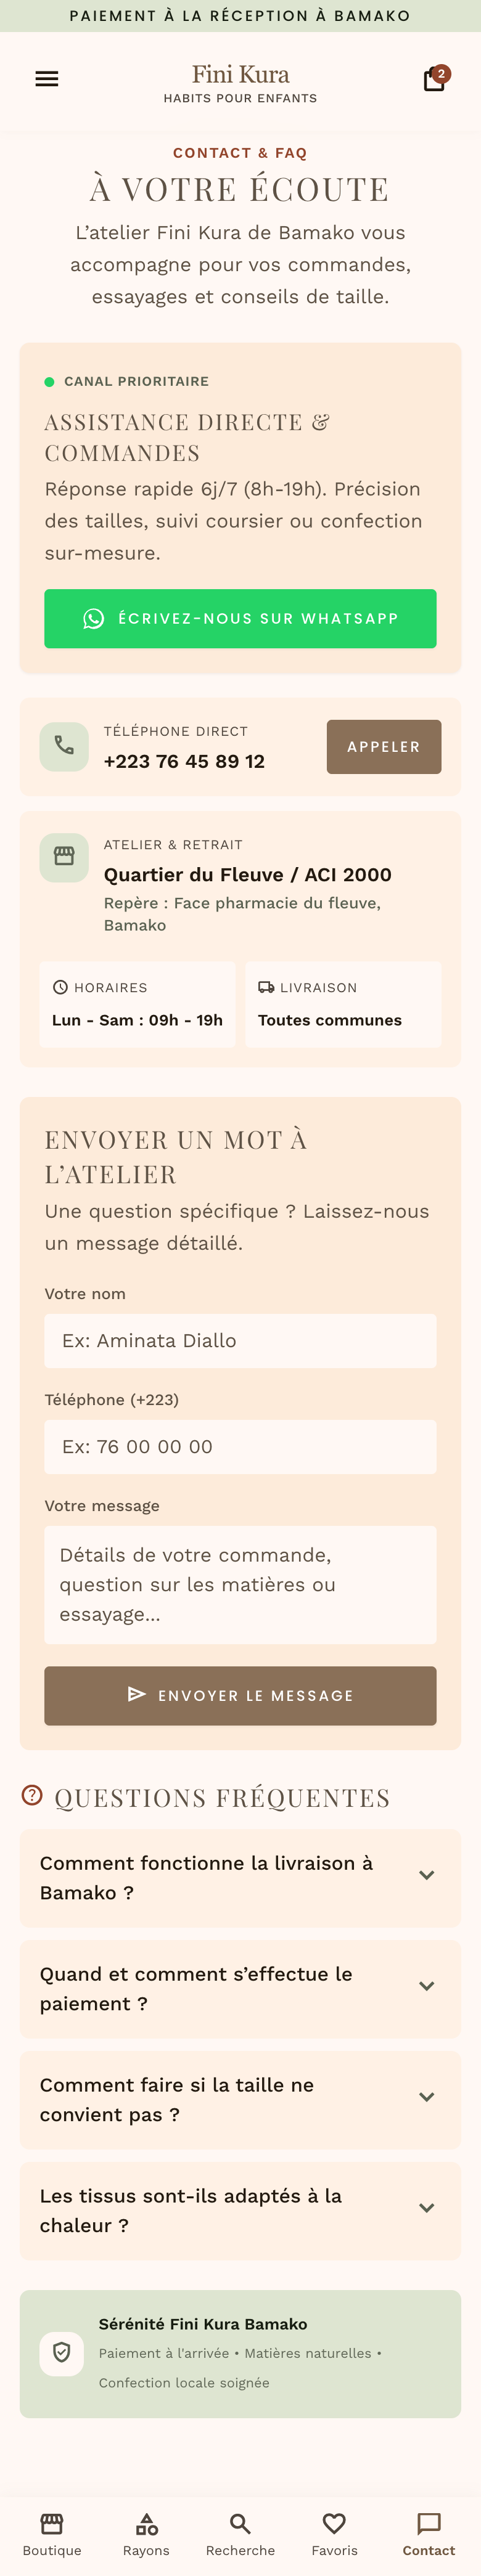 PAIEMENT À LA RÉCEPTION À BAMAKO
Fini Kura
HABITS POUR ENFANTS
2
CONTACT & FAQ
À VOTRE ÉCOUTE
L’atelier Fini Kura de Bamako vous
accompagne pour vos commandes,
essayages et conseils de taille.
CANAL PRIORITAIRE
ASSISTANCE DIRECTE &
COMMANDES
Réponse rapide 6j/7 (8h-19h). Précision
des tailles, suivi coursier ou confection
sur-mesure.
ÉCRIVEZ-NOUS SUR WHATSAPP
TÉLÉPHONE DIRECT
+223 76 45 89 12
APPELER
ATELIER & RETRAIT
Quartier du Fleuve / ACI 2000
Repère : Face pharmacie du fleuve,
Bamako
HORAIRES
Lun - Sam : 09h - 19h
LIVRAISON
Toutes communes
ENVOYER UN MOT À
L’ATELIER
Une question spécifique ? Laissez-nous
un message détaillé.
Votre nom
Ex: Aminata Diallo
Téléphone (+223)
Ex: 76 00 00 00
Votre message
Détails de votre commande,
question sur les matières ou
essayage...
ENVOYER LE MESSAGE
QUESTIONS FRÉQUENTES
Comment fonctionne la livraison à
Bamako ?
Quand et comment s’effectue le
paiement ?
Comment faire si la taille ne
convient pas ?
Les tissus sont-ils adaptés à la
chaleur ?
Sérénité Fini Kura Bamako
Paiement à l'arrivée • Matières naturelles •
Confection locale soignée
Boutique
Rayons
Recherche
Favoris
Contact